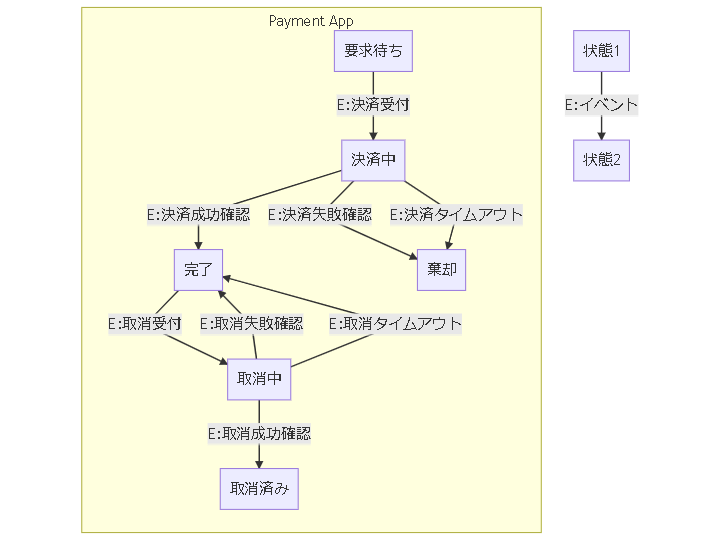 Payment App
要求待ち
状態1
E:決済受付
E:イベント
決済中
状態2
E:決済成功確認
E:決済失敗確認
E:決済タイムアウト
完了
棄却
E:取消受付
E:取消失敗確認
E:取消タイムアウト
取消中
E:取消成功確認
取消済み